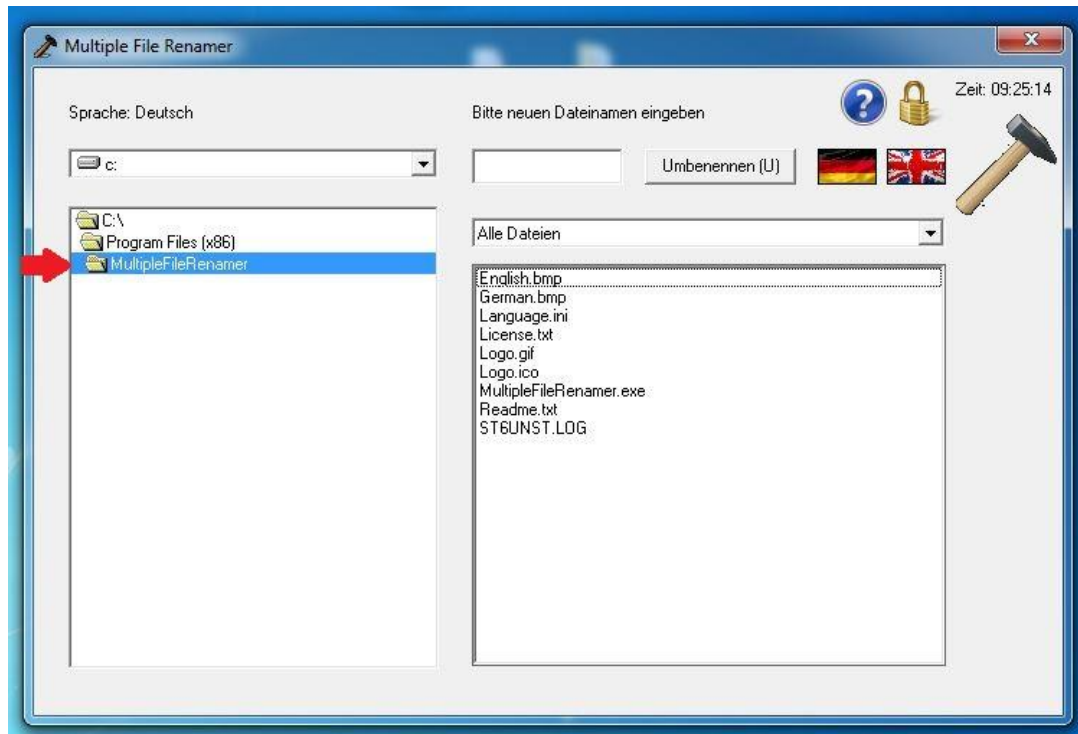 Multiple File Renamer
Zeit: 09:25:14
Sprache: Deutsch
Bitte neuen Dateinamen eingeben
c:
Umbenennen (U)
C:\
Program Files (x86)
MultipleFileRenamer
Alle Dateien
English.bmp
German.bmp
Language.ini
License.txt
Logo.gif
Logo.ico
MultipleFileRenamer.exe
Readme.txt
ST6UNST.LOG